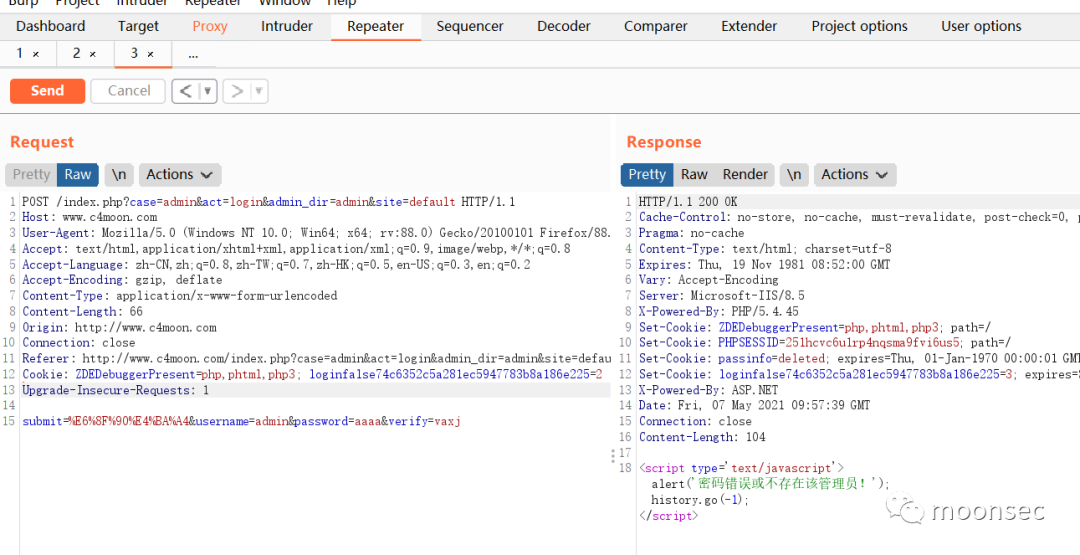 Burp Project Intruder Repeater Window Help
Dashboard Target Proxy Intruder Repeater Sequencer Decoder Comparer Extender Project options User options
1 × 2 × 3 × ...
Send Cancel < >
Request
Pretty Raw \n Actions
1 POST /index.php?case=admin&act=login&admin_dir=admin&site=default HTTP/1.1
2 Host: www.c4moon.com
3 User-Agent: Mozilla/5.0 (Windows NT 10.0; Win64; x64; rv:88.0) Gecko/20100101 Firefox/88.
4 Accept: text/html,application/xhtml+xml,application/xml;q=0.9,image/webp,*/*;q=0.8
5 Accept-Language: zh-CN,zh;q=0.8,zh-TW;q=0.7,zh-HK;q=0.5,en-US;q=0.3,en;q=0.2
6 Accept-Encoding: gzip, deflate
7 Content-Type: application/x-www-form-urlencoded
8 Content-Length: 66
9 Origin: http://www.c4moon.com
10 Connection: close
11 Referer: http://www.c4moon.com/index.php?case=admin&act=login&admin_dir=admin&site=defau
12 Cookie: ZDEDebuggerPresent=php,phtml,php3; loginfalse74c6352c5a281ec5947783b8a186e225=2
13 Upgrade-Insecure-Requests: 1
14
15 submit=%E6%8F%90%E4%BA%A4&username=admin&password=aaaa&verify=vaxj
Response
Pretty Raw Render \n Actions
1 HTTP/1.1 200 OK
2 Cache-Control: no-store, no-cache, must-revalidate, post-check=0, p
3 Pragma: no-cache
4 Content-Type: text/html; charset=utf-8
5 Expires: Thu, 19 Nov 1981 08:52:00 GMT
6 Vary: Accept-Encoding
7 Server: Microsoft-IIS/8.5
8 X-Powered-By: PHP/5.4.45
9 Set-Cookie: ZDEDebuggerPresent=php,phtml,php3; path=/
10 Set-Cookie: PHPSESSID=251hcvc6u1rp4nqsma9fvi6us5; path=/
11 Set-Cookie: passinfo=deleted; expires=Thu, 01-Jan-1970 00:00:01 GMT
12 Set-Cookie: loginfalse74c6352c5a281ec5947783b8a186e225=3; expires=S
13 X-Powered-By: ASP.NET
14 Date: Fri, 07 May 2021 09:57:39 GMT
15 Connection: close
16 Content-Length: 104
17
18 <script type='text/javascript'>
alert('密码错误或不存在该管理员！');
history.go(-1);
</script>
moonsec